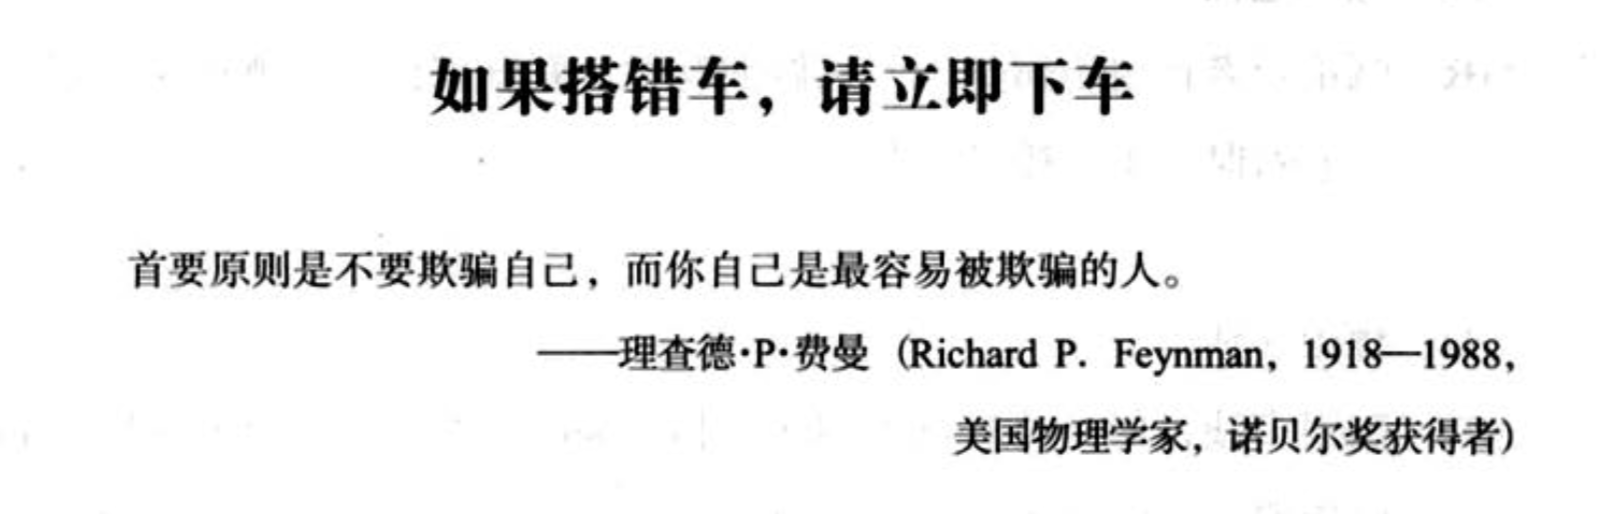 如果搭错车，请立即下车
首要原则是不要欺骗自己，而你自己是最容易被欺骗的人。
——理查德·P·费曼（Richard P. Feynman，1918—1988，
美国物理学家，诺贝尔奖获得者）